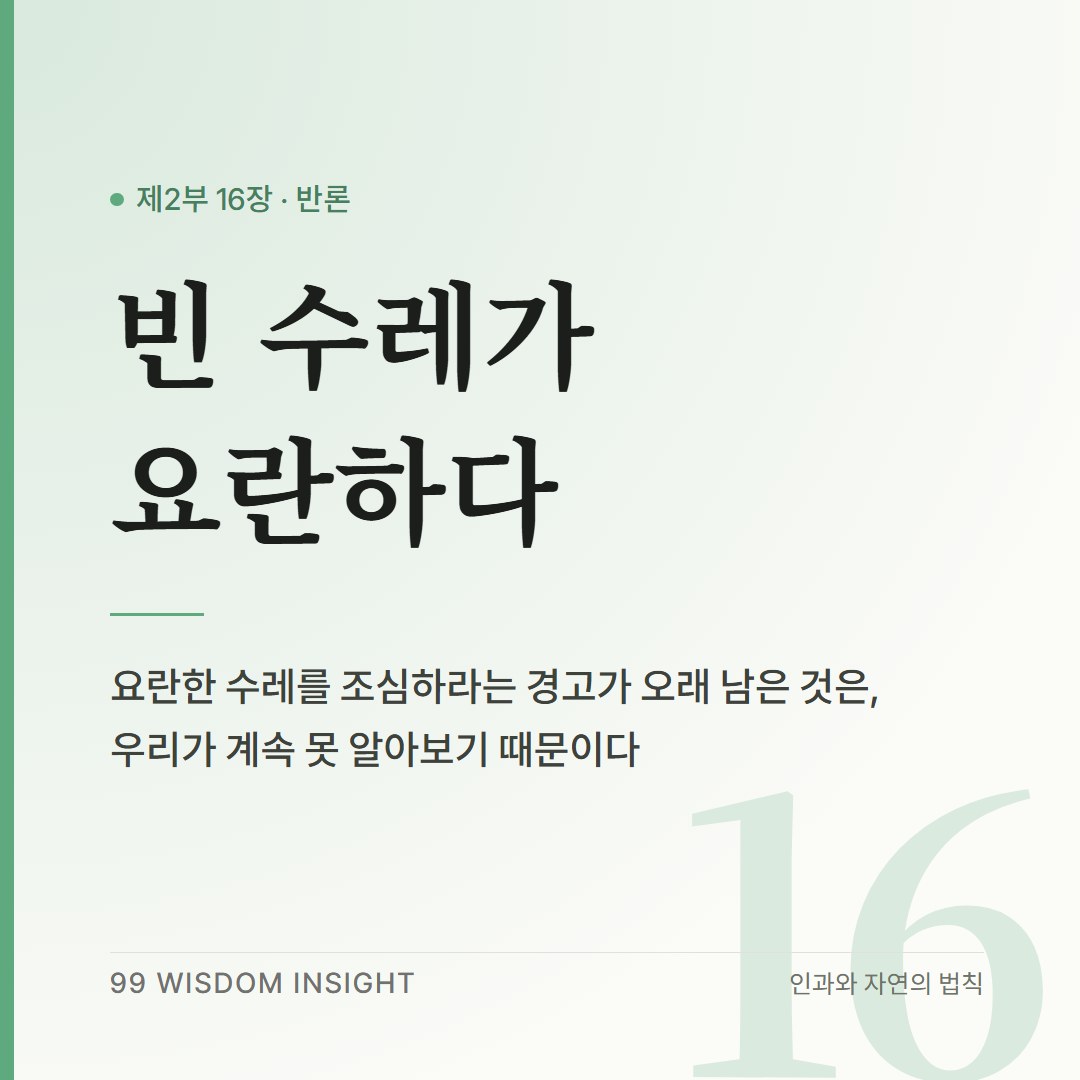 제2부 16장 · 반론
빈 수레가
요란하다
요란한 수레를 조심하라는 경고가 오래 남은 것은,
우리가 계속 못 알아보기 때문이다
16
99 WISDOM INSIGHT
인과와 자연의 법칙